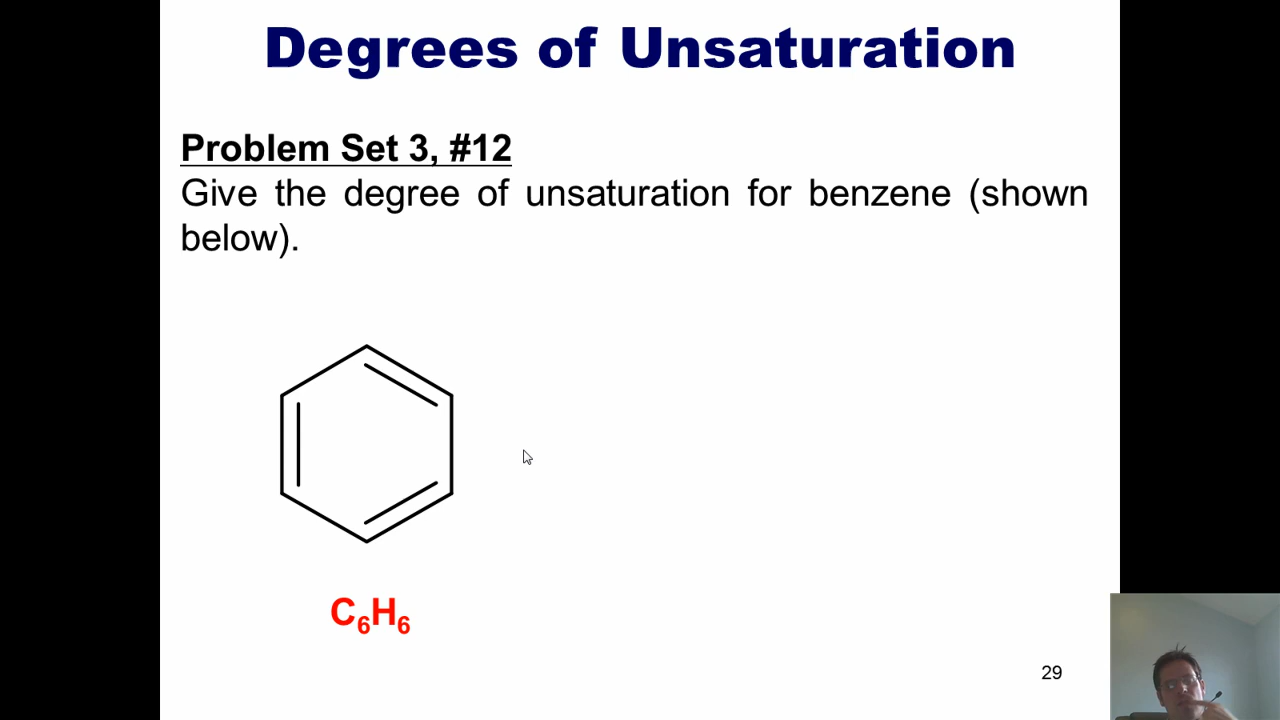 Degrees of Unsaturation
Problem Set 3, #12
Give the degree of unsaturation for benzene (shown
below).
C₆H₆
29